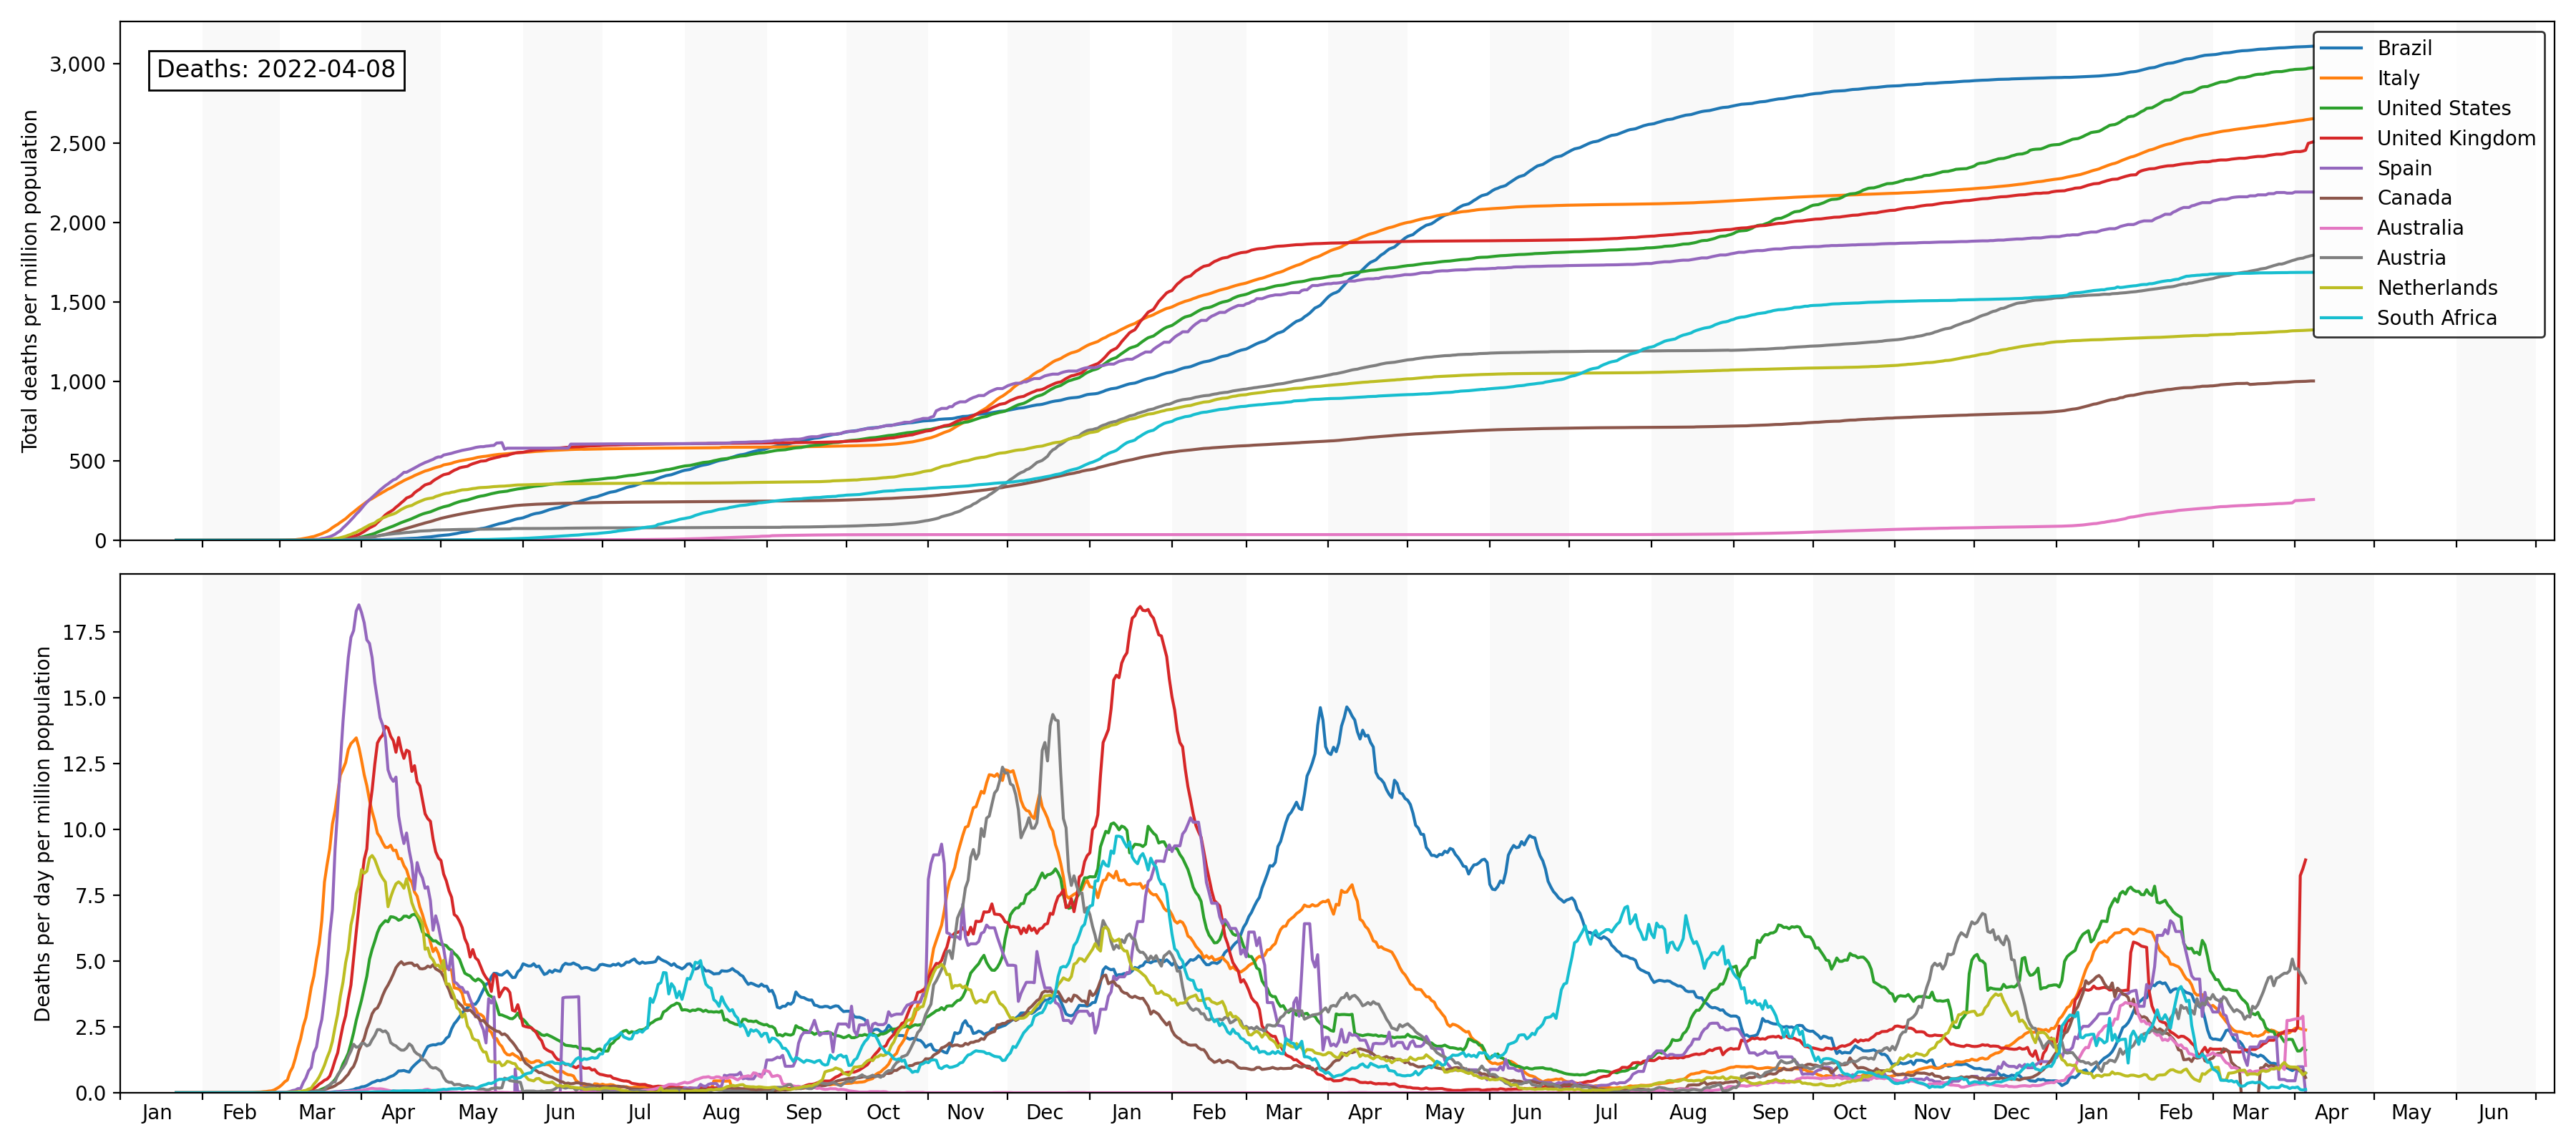 Deaths: 2022-04-08
Total deaths per million population
3,000
2,500
2,000
1,500
1,000
500
0
Brazil
Italy
United States
United Kingdom
Spain
Canada
Australia
Austria
Netherlands
South Africa
Deaths per day per million population
17.5
15.0
12.5
10.0
7.5
5.0
2.5
0.0
Jan Feb Mar Apr May Jun Jul Aug Sep Oct Nov Dec Jan Feb Mar Apr May Jun Jul Aug Sep Oct Nov Dec Jan Feb Mar Apr May Jun